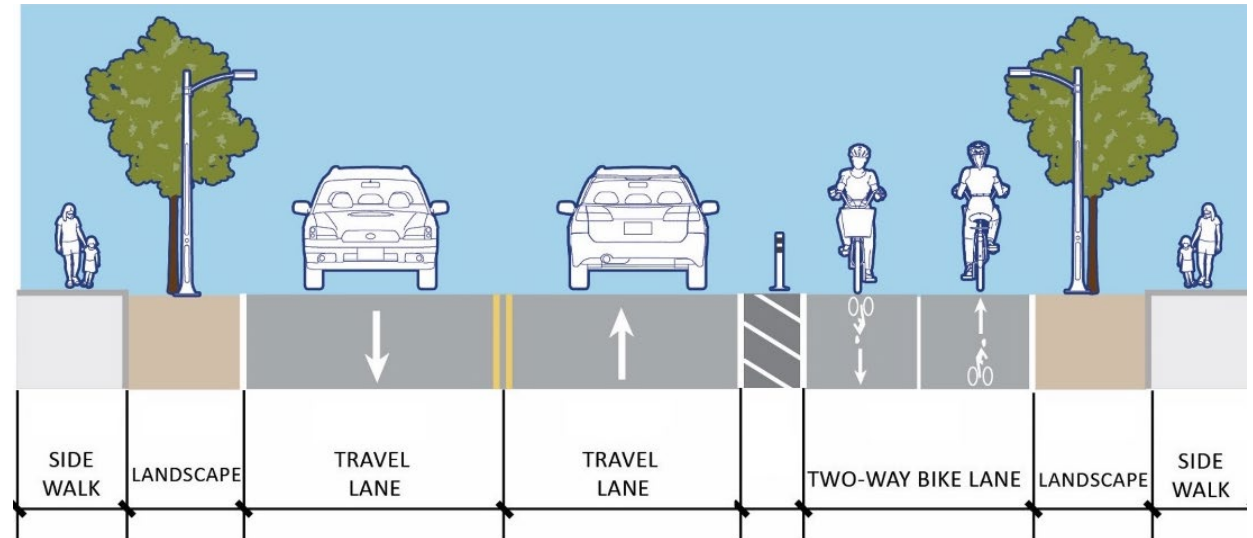 SIDE
WALK
LANDSCAPE
TRAVEL
LANE
TRAVEL
LANE
TWO-WAY BIKE LANE
LANDSCAPE
SIDE
WALK